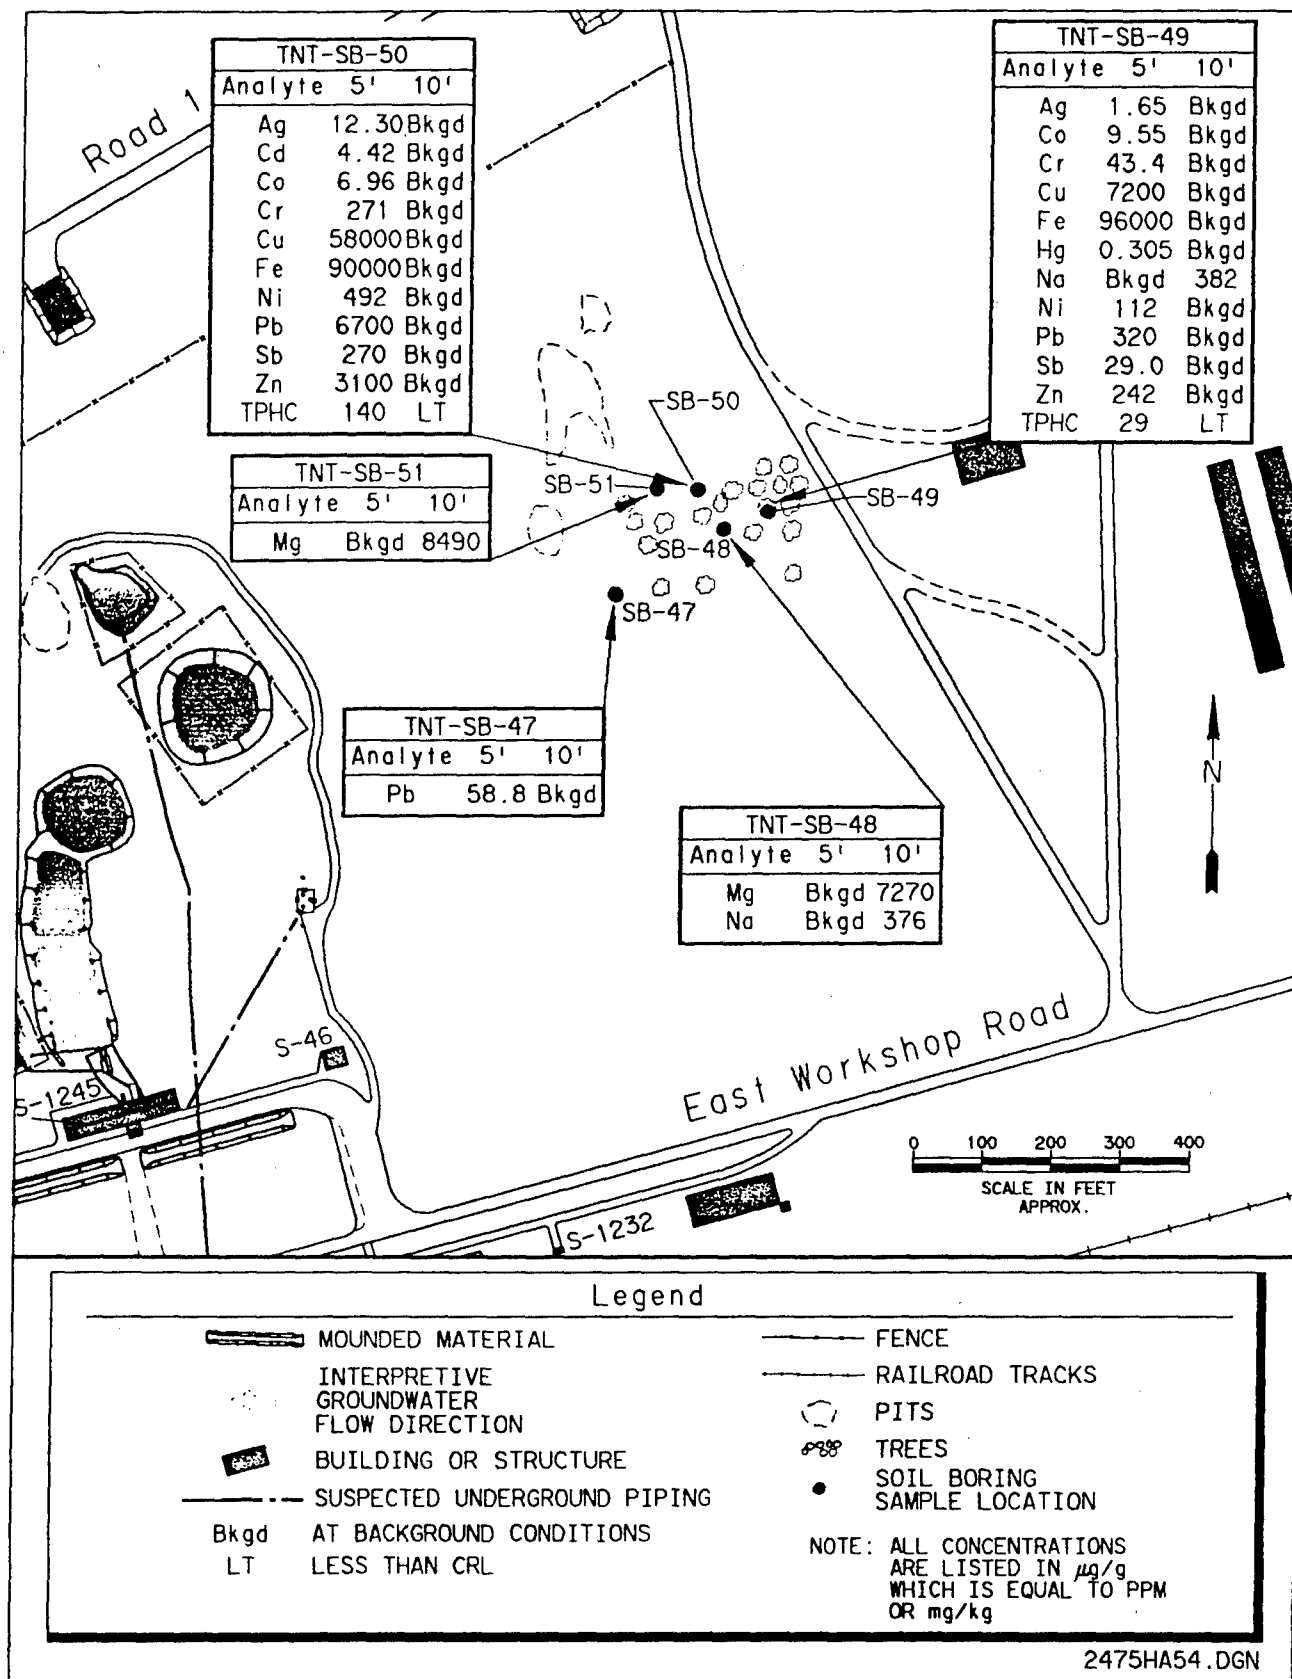 Road 1
TNT-SB-50
Analyte 5' 10'
Ag 12.30 Bkgd
Cd 4.42 Bkgd
Co 6.96 Bkgd
Cr 271 Bkgd
Cu 58000 Bkgd
Fe 90000 Bkgd
Ni 492 Bkgd
Pb 6700 Bkgd
Sb 270 Bkgd
Zn 3100 Bkgd
TPHC 140 LT
TNT-SB-49
Analyte 5' 10'
Ag 1.65 Bkgd
Co 9.55 Bkgd
Cr 43.4 Bkgd
Cu 7200 Bkgd
Fe 96000 Bkgd
Hg 0.305 Bkgd
Na Bkgd 382
Ni 112 Bkgd
Pb 320 Bkgd
Sb 29.0 Bkgd
Zn 242 Bkgd
TPHC 29 LT
SB-50
TNT-SB-51
Analyte 5' 10'
Mg Bkgd 8490
SB-51
SB-49
SB-48
SB-47
TNT-SB-47
Analyte 5' 10'
Pb 58.8 Bkgd
N
TNT-SB-48
Analyte 5' 10'
Mg Bkgd 7270
Na Bkgd 376
S-46
S-1245
East Workshop Road
S-1232
0 100 200 300 400
SCALE IN FEET
APPROX.
Legend
MOUNDED MATERIAL
INTERPRETIVE
GROUNDWATER
FLOW DIRECTION
BUILDING OR STRUCTURE
SUSPECTED UNDERGROUND PIPING
Bkgd AT BACKGROUND CONDITIONS
LT LESS THAN CRL
FENCE
RAILROAD TRACKS
PITS
TREES
SOIL BORING
SAMPLE LOCATION
NOTE: ALL CONCENTRATIONS
ARE LISTED IN µg/g
WHICH IS EQUAL TO PPM
OR mg/kg
2475HA54.DGN